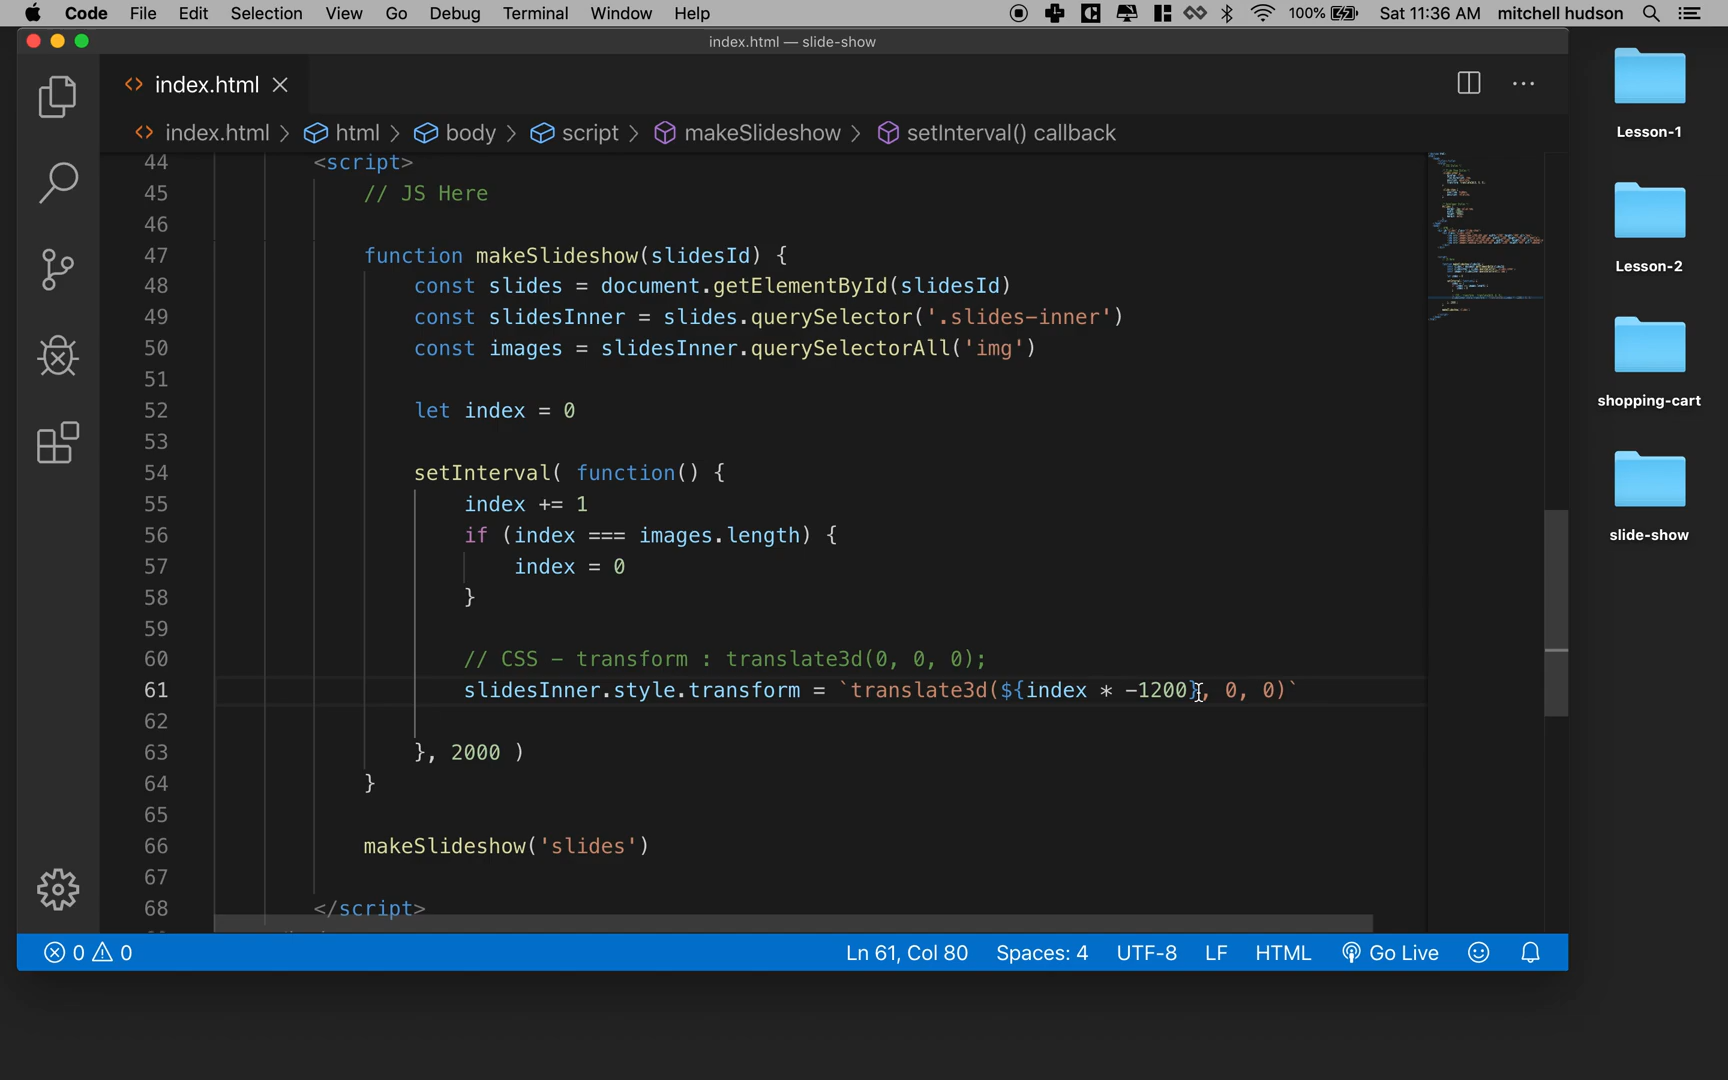 Code File Edit Selection View Go Debug Terminal Window Help 100% Sat 11:36 AM mitchell hudson
index.html — slide-show
index.html
index.html > html > body > script > makeSlideshow > setInterval() callback
44 <script>
45 // JS Here
46
47 function makeSlideshow(slidesId) {
48 const slides = document.getElementById(slidesId)
49 const slidesInner = slides.querySelector('.slides-inner')
50 const images = slidesInner.querySelectorAll('img')
51
52 let index = 0
53
54 setInterval( function() {
55 index += 1
56 if (index === images.length) {
57 index = 0
58 }
59
60 // CSS - transform : translate3d(0, 0, 0);
61 slidesInner.style.transform = `translate3d(${index * -1200}, 0, 0)`
62
63 }, 2000 )
64 }
65
66 makeSlideshow('slides')
67
68 </script>
0 0 Ln 61, Col 80 Spaces: 4 UTF-8 LF HTML Go Live
Lesson-1
Lesson-2
shopping-cart
slide-show